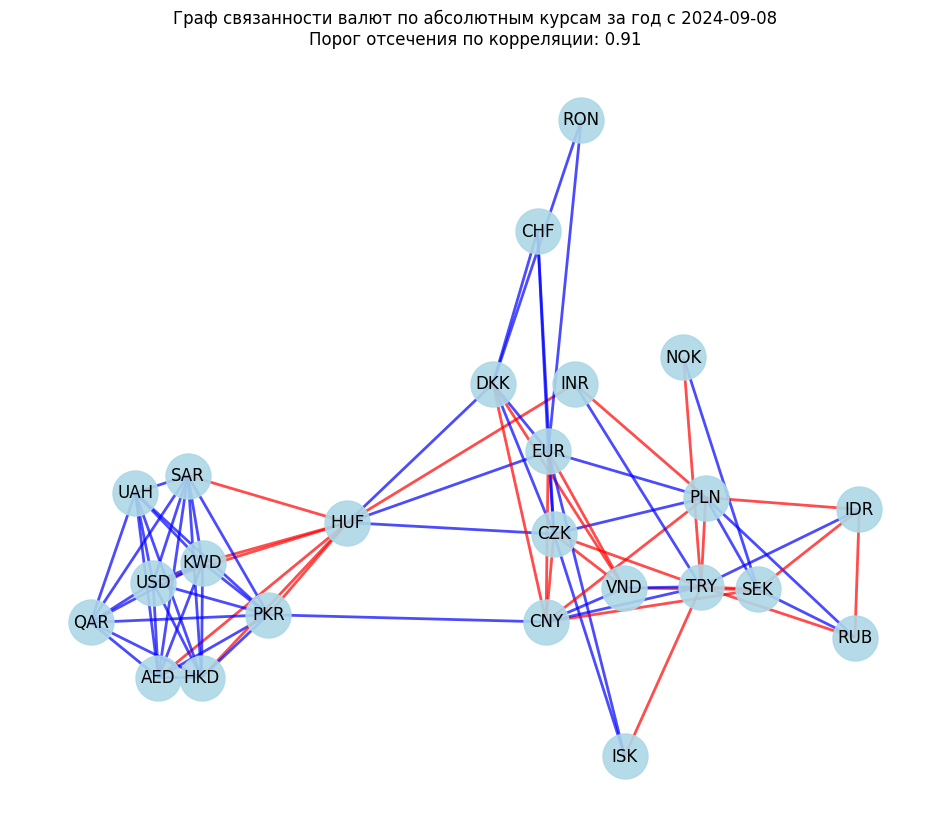 Граф связанности валют по абсолютным курсам за год с 2024-09-08
Порог отсечения по корреляции: 0.91
RON
CHF
NOK
DKK
INR
EUR
SAR
UAH
PLN
IDR
HUF
CZK
KWD
USD
VND
TRY
SEK
PKR
QAR
CNY
RUB
AED
HKD
ISK